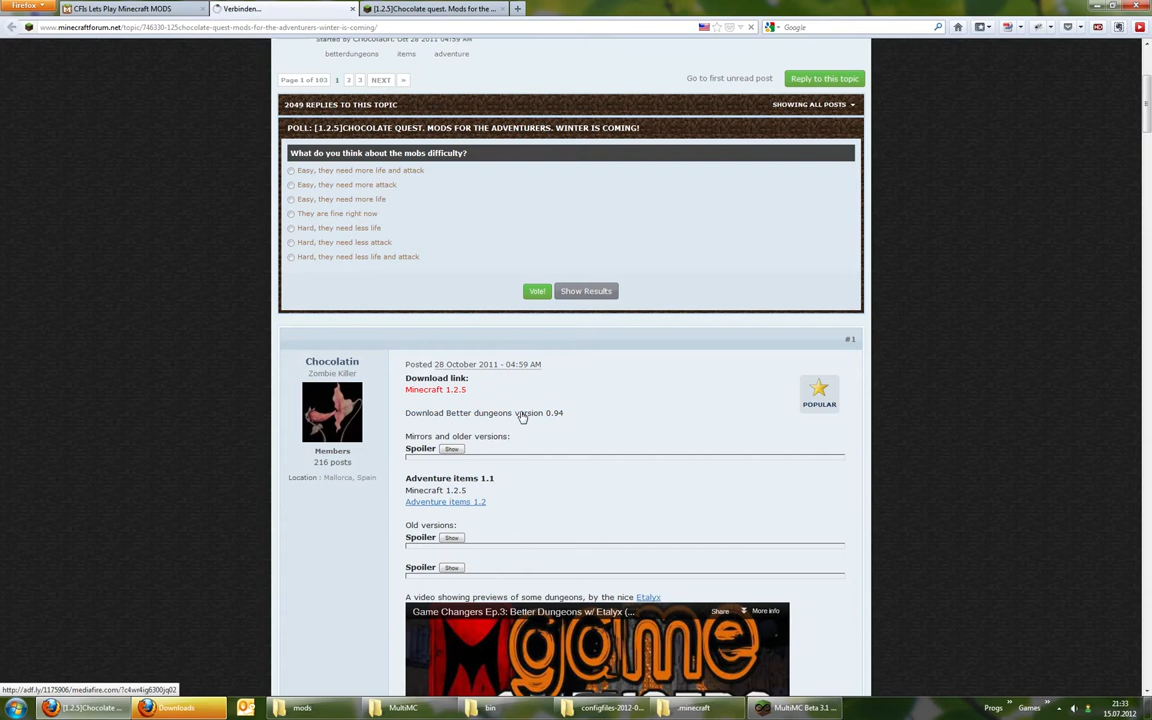 Firefox
CFIs Lets Play Minecraft MODS
Verbinden...
[1.2.5]Chocolate quest. Mods for the ...
www.minecraftforum.net/topic/746330-125chocolate-quest-mods-for-the-adventurers-winter-is-coming/
Google
Started by Chocolatin, Oct 28 2011 04:59 AM
betterdungeons items adventure
Page 1 of 103 1 2 3 NEXT »
Go to first unread post Reply to this topic
2049 REPLIES TO THIS TOPIC
SHOWING ALL POSTS
POLL: [1.2.5]CHOCOLATE QUEST. MODS FOR THE ADVENTURERS. WINTER IS COMING!
What do you think about the mobs difficulty?
Easy, they need more life and attack
Easy, they need more attack
Easy, they need more life
They are fine right now
Hard, they need less life
Hard, they need less attack
Hard, they need less life and attack
Vote! Show Results
#1
Chocolatin
Zombie Killer
Members
216 posts
Location : Mallorca, Spain
Posted 28 October 2011 - 04:59 AM
Download link:
Minecraft 1.2.5
Download Better dungeons version 0.94
POPULAR
Mirrors and older versions:
Spoiler Show
Adventure items 1.1
Minecraft 1.2.5
Adventure items 1.2
Old versions:
Spoiler Show
Spoiler Show
A video showing previews of some dungeons, by the nice Etalyx
Game Changers Ep.3: Better Dungeons w/ Etalyx (...
Share More info
game
http://adf.ly/1175906/mediafire.com/?c4wr4ig6300jq02
[1.2.5]Chocolate ...
Downloads
mods
MultiMC
bin
configfiles-2012-0...
.minecraft
MultiMC Beta 3.1 ...
Progs
Games
21:33
15.07.2012